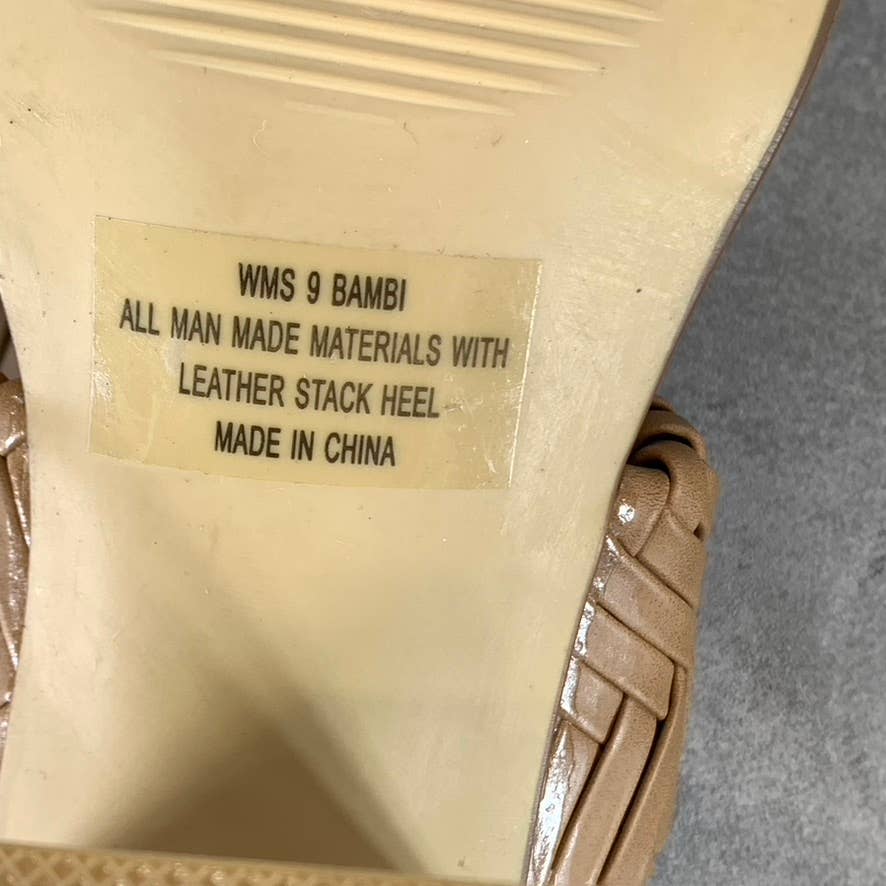 WMS 9 BAMBI
ALL MAN MADE MATERIALS WITH
LEATHER STACK HEEL
MADE IN CHINA